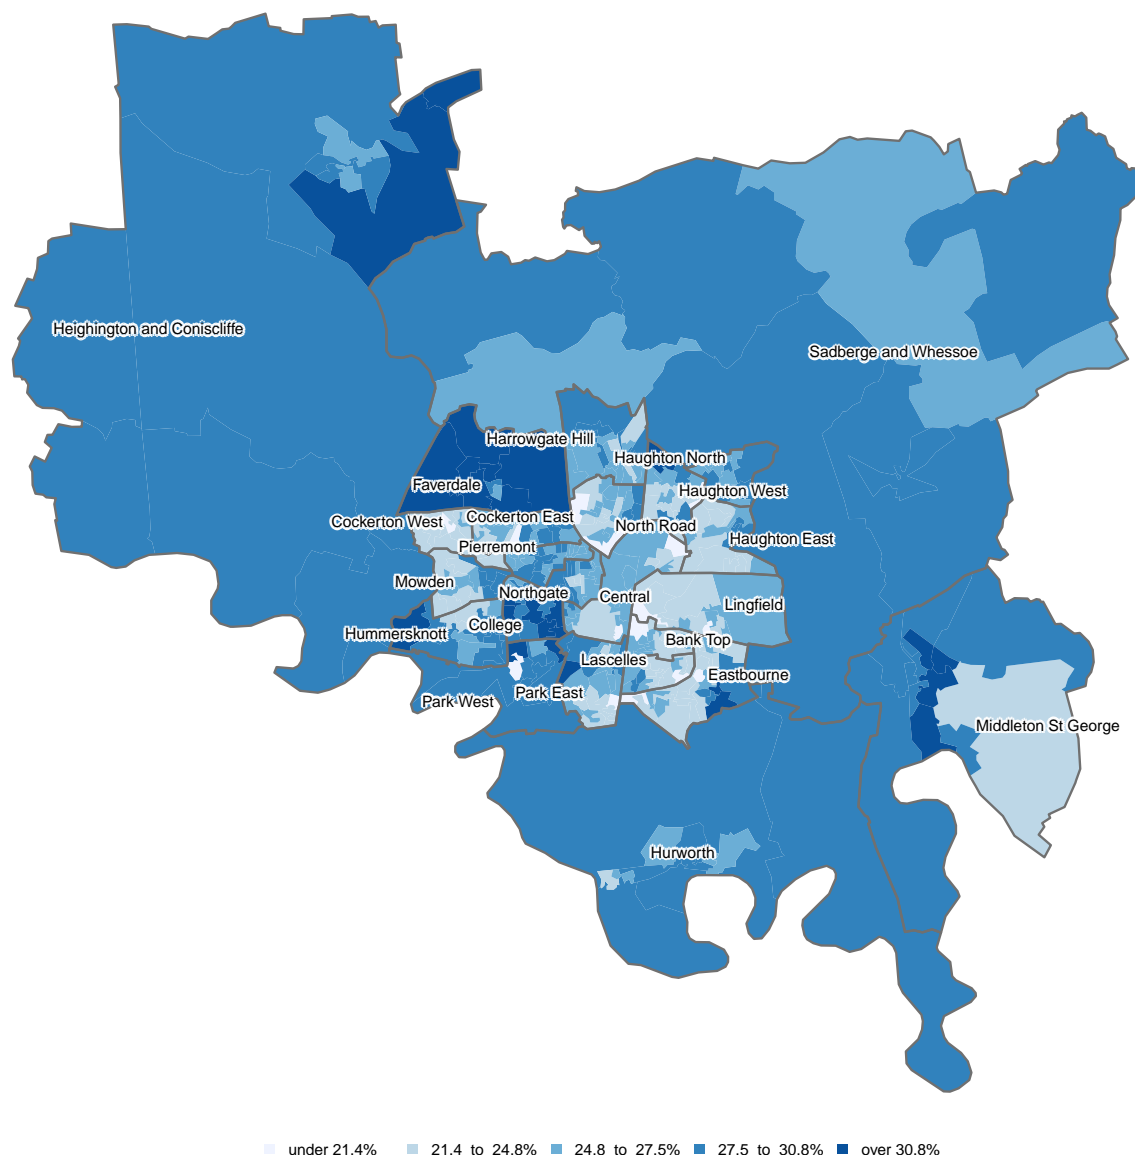 Heighington and Coniscliffe
Sadberge and Whessoe
Harrowgate Hill
Haughton North
Faverdale
Haughton West
Cockerton West
Cockerton East
North Road
Haughton East
Pierremont
Mowden
Northgate
Central
Lingfield
Hummersknott
College
Bank Top
Lascelles
Eastbourne
Park West
Park East
Middleton St George
Hurworth
under 21.4% 21.4 to 24.8% 24.8 to 27.5% 27.5 to 30.8% over 30.8%